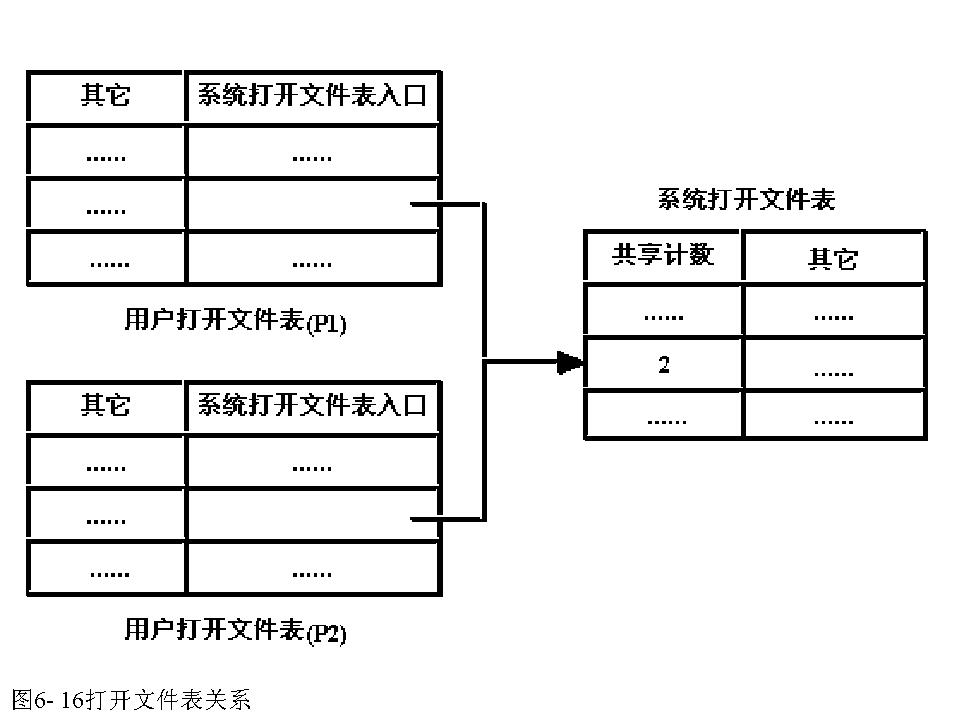 其它 系统打开文件表入口
...... ......
......
...... ......
用户打开文件表(P1)
系统打开文件表
共享计数 其它
...... ......
2 ......
...... ......
其它 系统打开文件表入口
...... ......
......
...... ......
用户打开文件表(P2)
图6- 16打开文件表关系